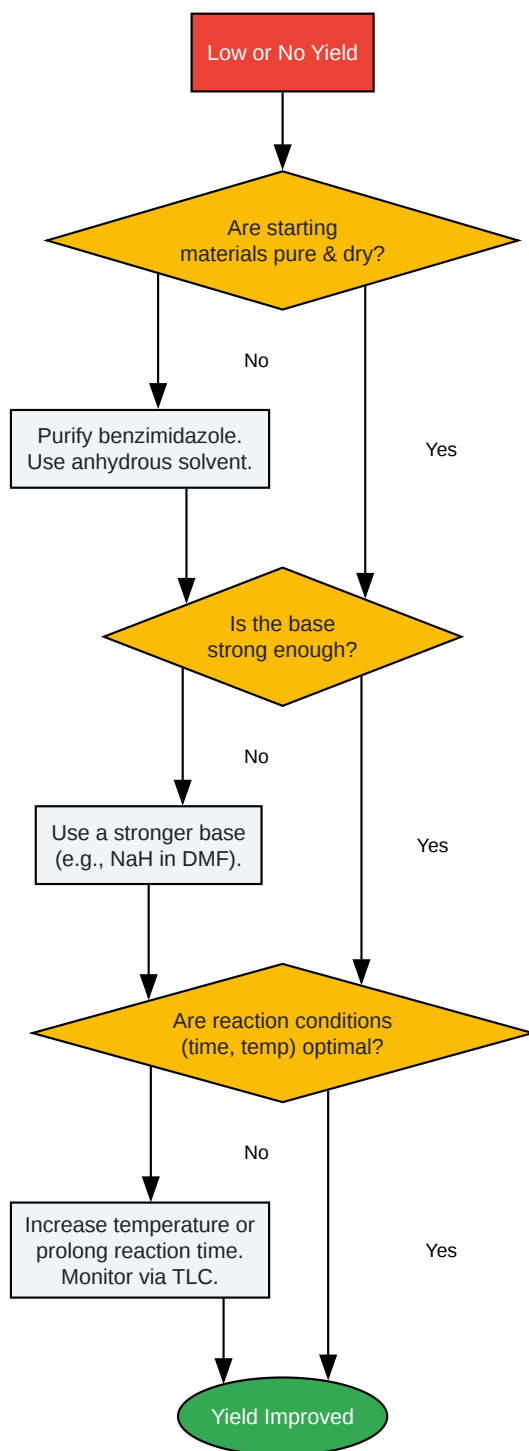 Low or No Yield
Are starting
materials pure & dry?
No
Purify benzimidazole.
Use anhydrous solvent.
Yes
Is the base
strong enough?
No
Use a stronger base
(e.g., NaH in DMF).
Yes
Are reaction conditions
(time, temp) optimal?
No
Increase temperature or
prolong reaction time.
Monitor via TLC.
Yes
Yield Improved